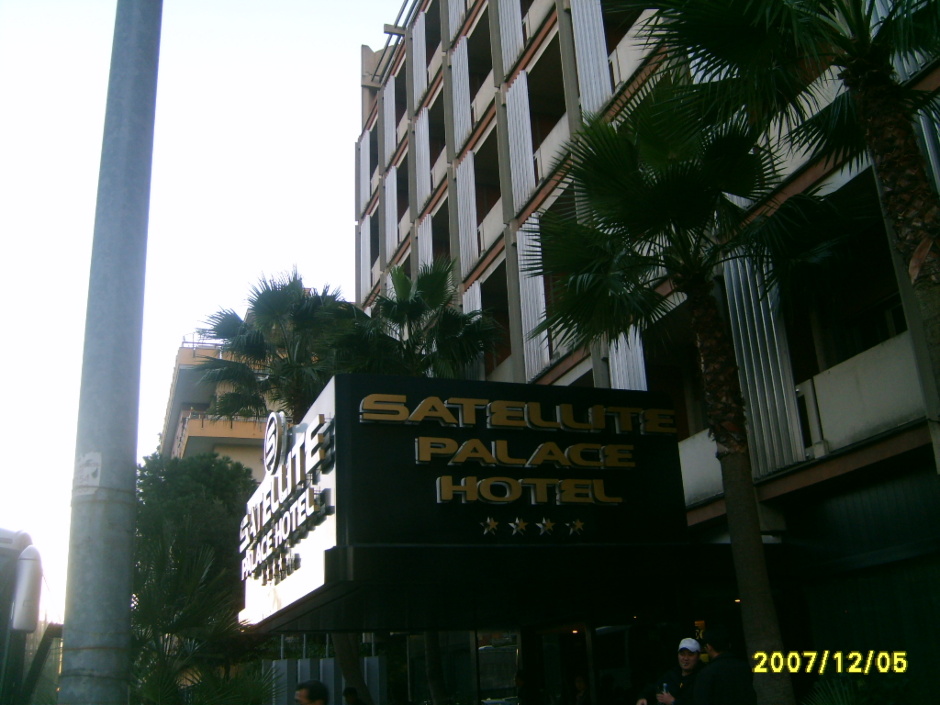 SATELLITE
PALACE HOTEL
SATELLITE
PALACE
HOTEL
2007/12/05